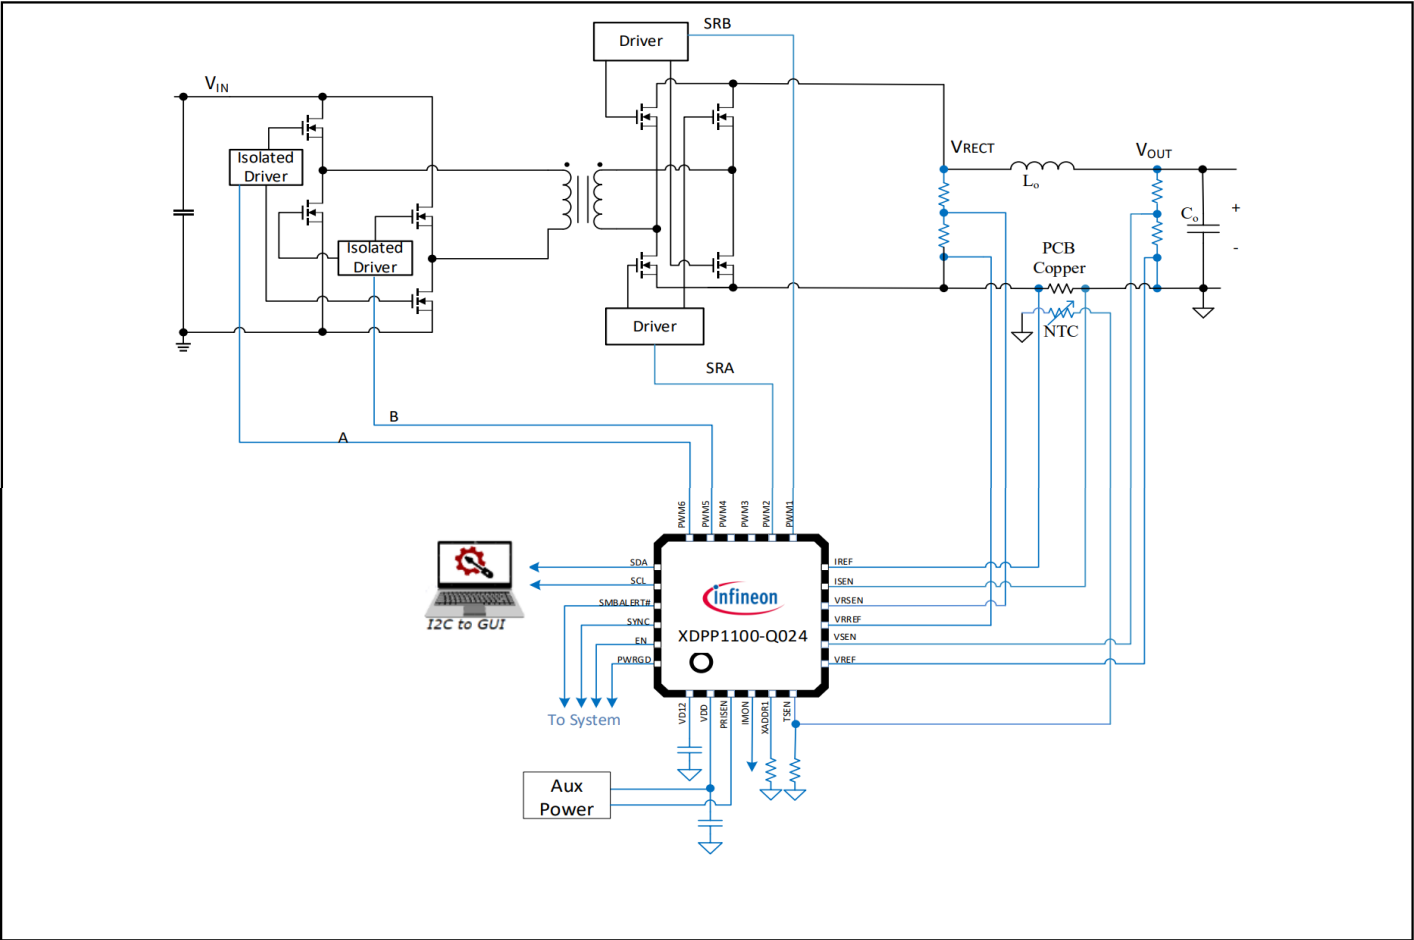 SRB
Driver
VIN
Isolated
Driver
VRECT
VOUT
Lo
Co
+
-
Isolated
Driver
PCB
Copper
NTC
Driver
SRA
B
A
PWM6
PWM5
PWM4
PWM3
PWM2
PWM1
SDA
SCL
SMBALERT#
SYNC
EN
PWRGD
I2C to GUI
infineon
XDPP1100-Q024
IREF
ISEN
VRSEN
VRREF
VSEN
VREF
To System
VD12
VDD
PRISEN
IMON
XADDR1
TSEN
Aux
Power